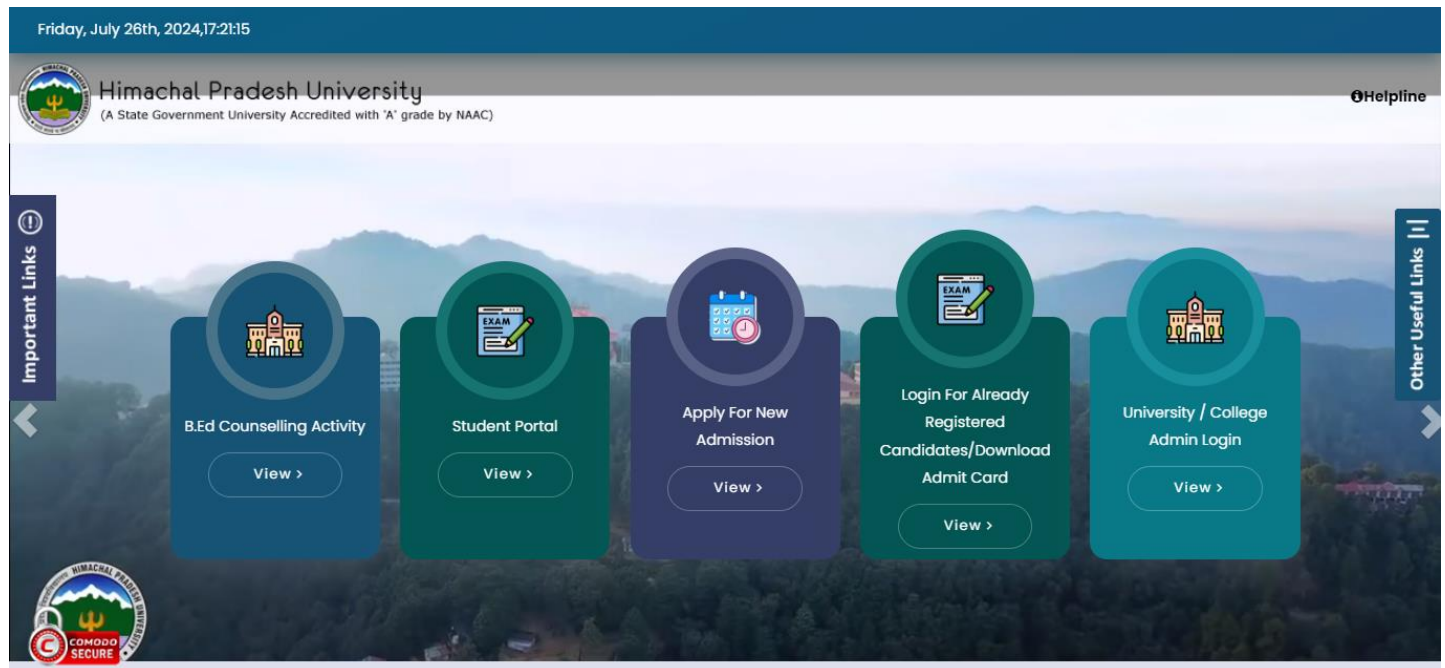 Friday, July 26th, 2024,17:21:15
Himachal Pradesh University
(A State Government University Accredited with 'A' grade by NAAC)
Helpline
Important Links
Other Useful Links
EXAM
EXAM
B.Ed Counselling Activity
View >
Student Portal
View >
Apply For New
Admission
View >
Login For Already
Registered
Candidates/Download
Admit Card
View >
University / College
Admin Login
View >
HIMACHAL PRADESH UNIVERSITY
COMODO
SECURE